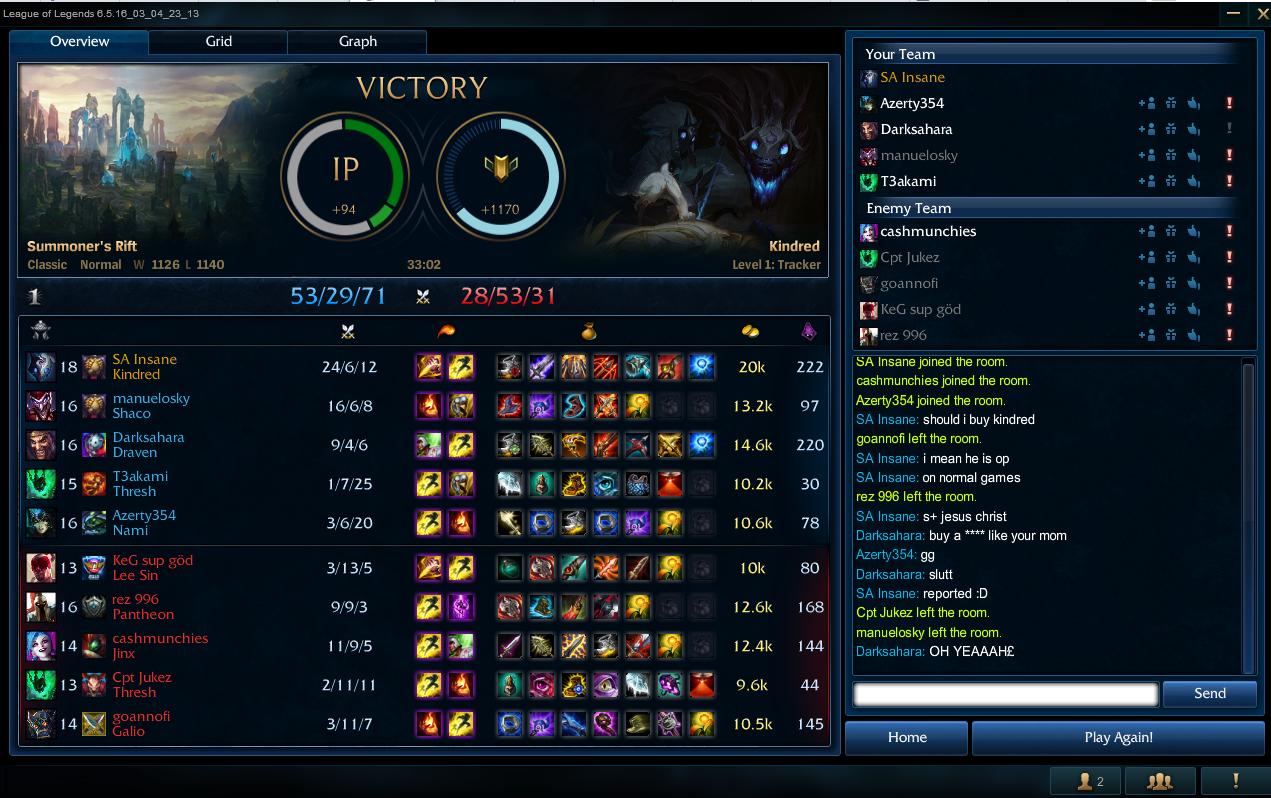 League of Legends 6.5.16_03_04_23_13
Overview Grid Graph
VICTORY
IP
+94
+1170
Summoner's Rift
Classic Normal W 1126 L 1140
33:02
Kindred
Level 1: Tracker
1 53/29/71 28/53/31
18 SA Insane
Kindred
24/6/12 20k 222
16 manuelosky
Shaco
16/6/8 13.2k 97
16 Darksahara
Draven
9/4/6 14.6k 220
15 T3akami
Thresh
1/7/25 10.2k 30
16 Azerty354
Nami
3/6/20 10.6k 78
13 KeG sup göd
Lee Sin
3/13/5 10k 80
16 rez 996
Pantheon
9/9/3 12.6k 168
14 cashmunchies
Jinx
11/9/5 12.4k 144
13 Cpt Jukez
Thresh
2/11/11 9.6k 44
14 goannofi
Galio
3/11/7 10.5k 145
Your Team
SA Insane
Azerty354
Darksahara
manuelosky
T3akami
Enemy Team
cashmunchies
Cpt Jukez
goannofi
KeG sup göd
rez 996
SA Insane joined the room.
cashmunchies joined the room.
Azerty354 joined the room.
SA Insane: should i buy kindred
goannofi left the room.
SA Insane: i mean he is op
SA Insane: on normal games
rez 996 left the room.
SA Insane: s+ jesus christ
Darksahara: buy a **** like your mom
Azerty354: gg
Darksahara: slutt
SA Insane: reported :D
Cpt Jukez left the room.
manuelosky left the room.
Darksahara: OH YEAAAH£
Send
Home
Play Again!
2